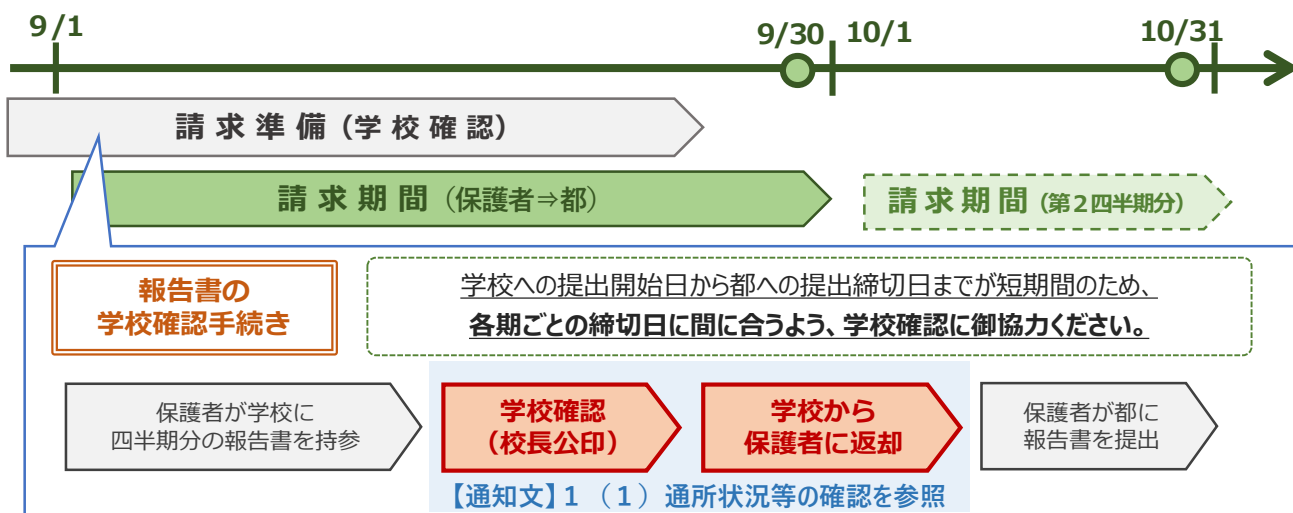 9/1
9/30
10/1
10/31
請求準備（学校確認）
請求期間（保護者⇒都）
請求期間（第２四半期分）
報告書の
学校確認手続き
学校への提出開始日から都への提出締切日までが短期間のため、
各期ごとの締切日に間に合うよう、学校確認に御協力ください。
保護者が学校に
四半期分の報告書を持参
学校確認
（校長公印）
学校から
保護者に返却
保護者が都に
報告書を提出
【通知文】１（１）通所状況等の確認を参照